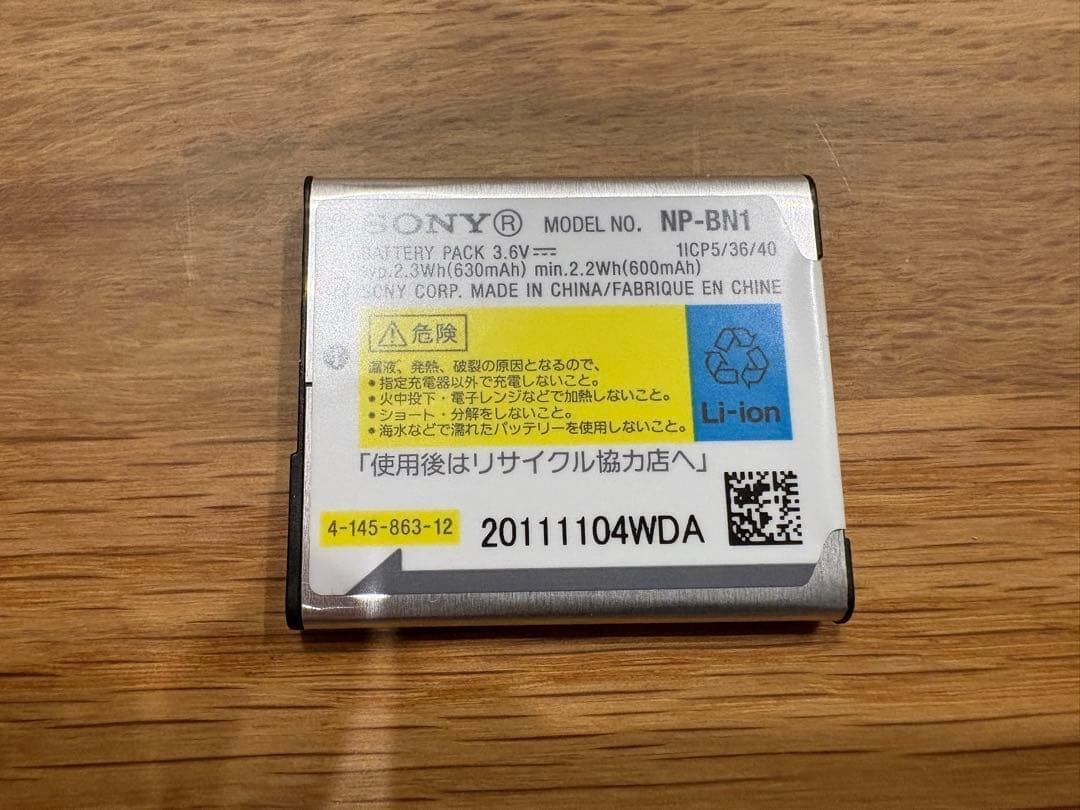 SONY® MODEL NO. NP-BN1
BATTERY PACK 3.6V⎓ 1ICP5/36/40
typ.2.3Wh(630mAh) min.2.2Wh(600mAh)
SONY CORP. MADE IN CHINA/FABRIQUE EN CHINE
⚠危険
漏液、発熱、破裂の原因となるので、
●指定充電器以外で充電しないこと。
●火中投下・電子レンジなどで加熱しないこと。
●ショート・分解をしないこと。
●海水などで濡れたバッテリーを使用しないこと。
Li-ion
「使用後はリサイクル協力店へ」
4-145-863-12
20111104WDA